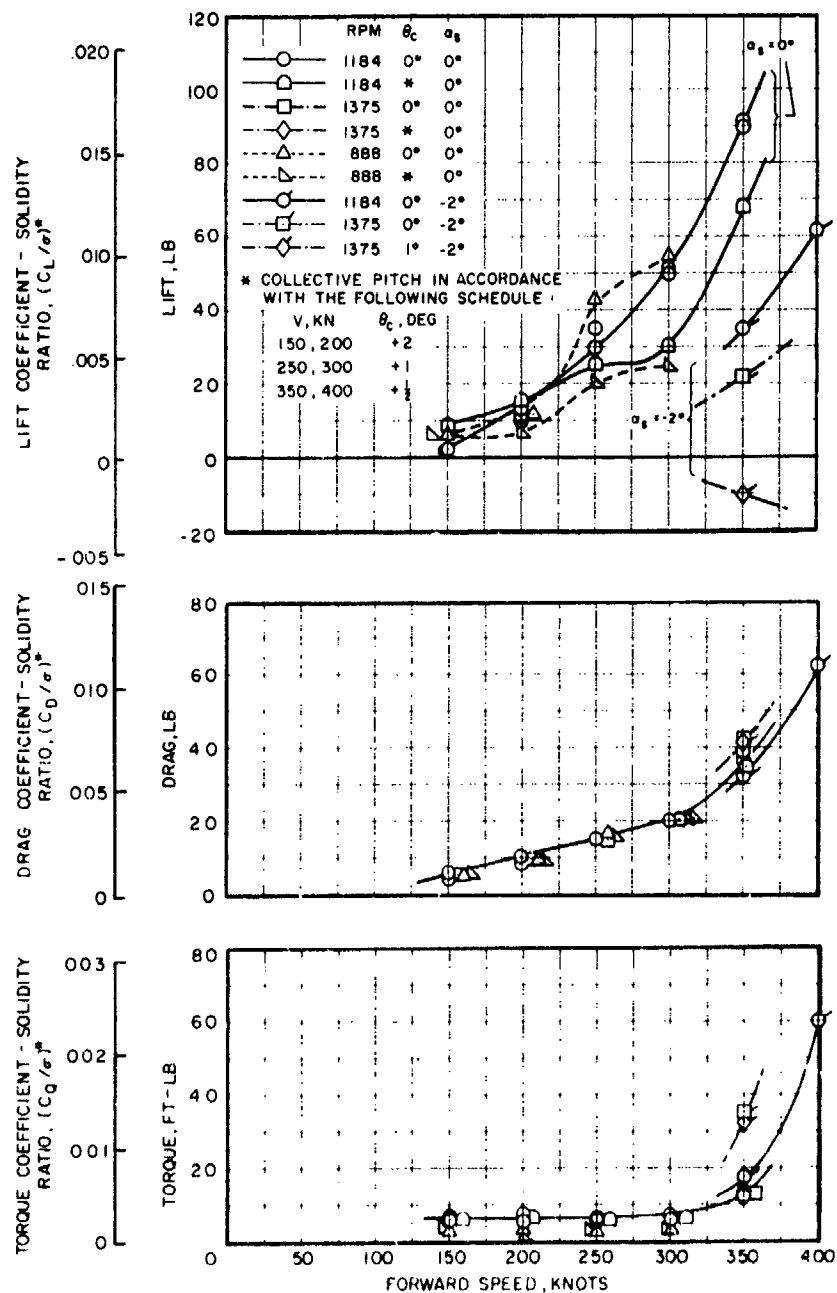 RPM θc αs
1184 0° 0°
1184 * 0°
1375 0° 0°
1375 * 0°
888 0° 0°
888 * 0°
1184 0° -2°
1375 0° -2°
1375 1° -2°
* COLLECTIVE PITCH IN ACCORDANCE
WITH THE FOLLOWING SCHEDULE:
V, KN θc, DEG
150, 200 +2
250, 300 +1
350, 400 +½
αs = 0°
αs = -2°
LIFT COEFFICIENT - SOLIDITY
RATIO, (CL/σ)*
.020
015
010
.005
0
-005
LIFT, LB
120
100
80
60
40
20
0
-20
DRAG COEFFICIENT - SOLIDITY
RATIO, (CD/σ)*
015
010
005
0
DRAG, LB
80
60
40
20
0
TORQUE COEFFICIENT - SOLIDITY
RATIO, (CQ/σ)*
003
002
001
0
TORQUE, FT-LB
80
60
40
20
0
150 200 250 300 350 400
FORWARD SPEED, KNOTS